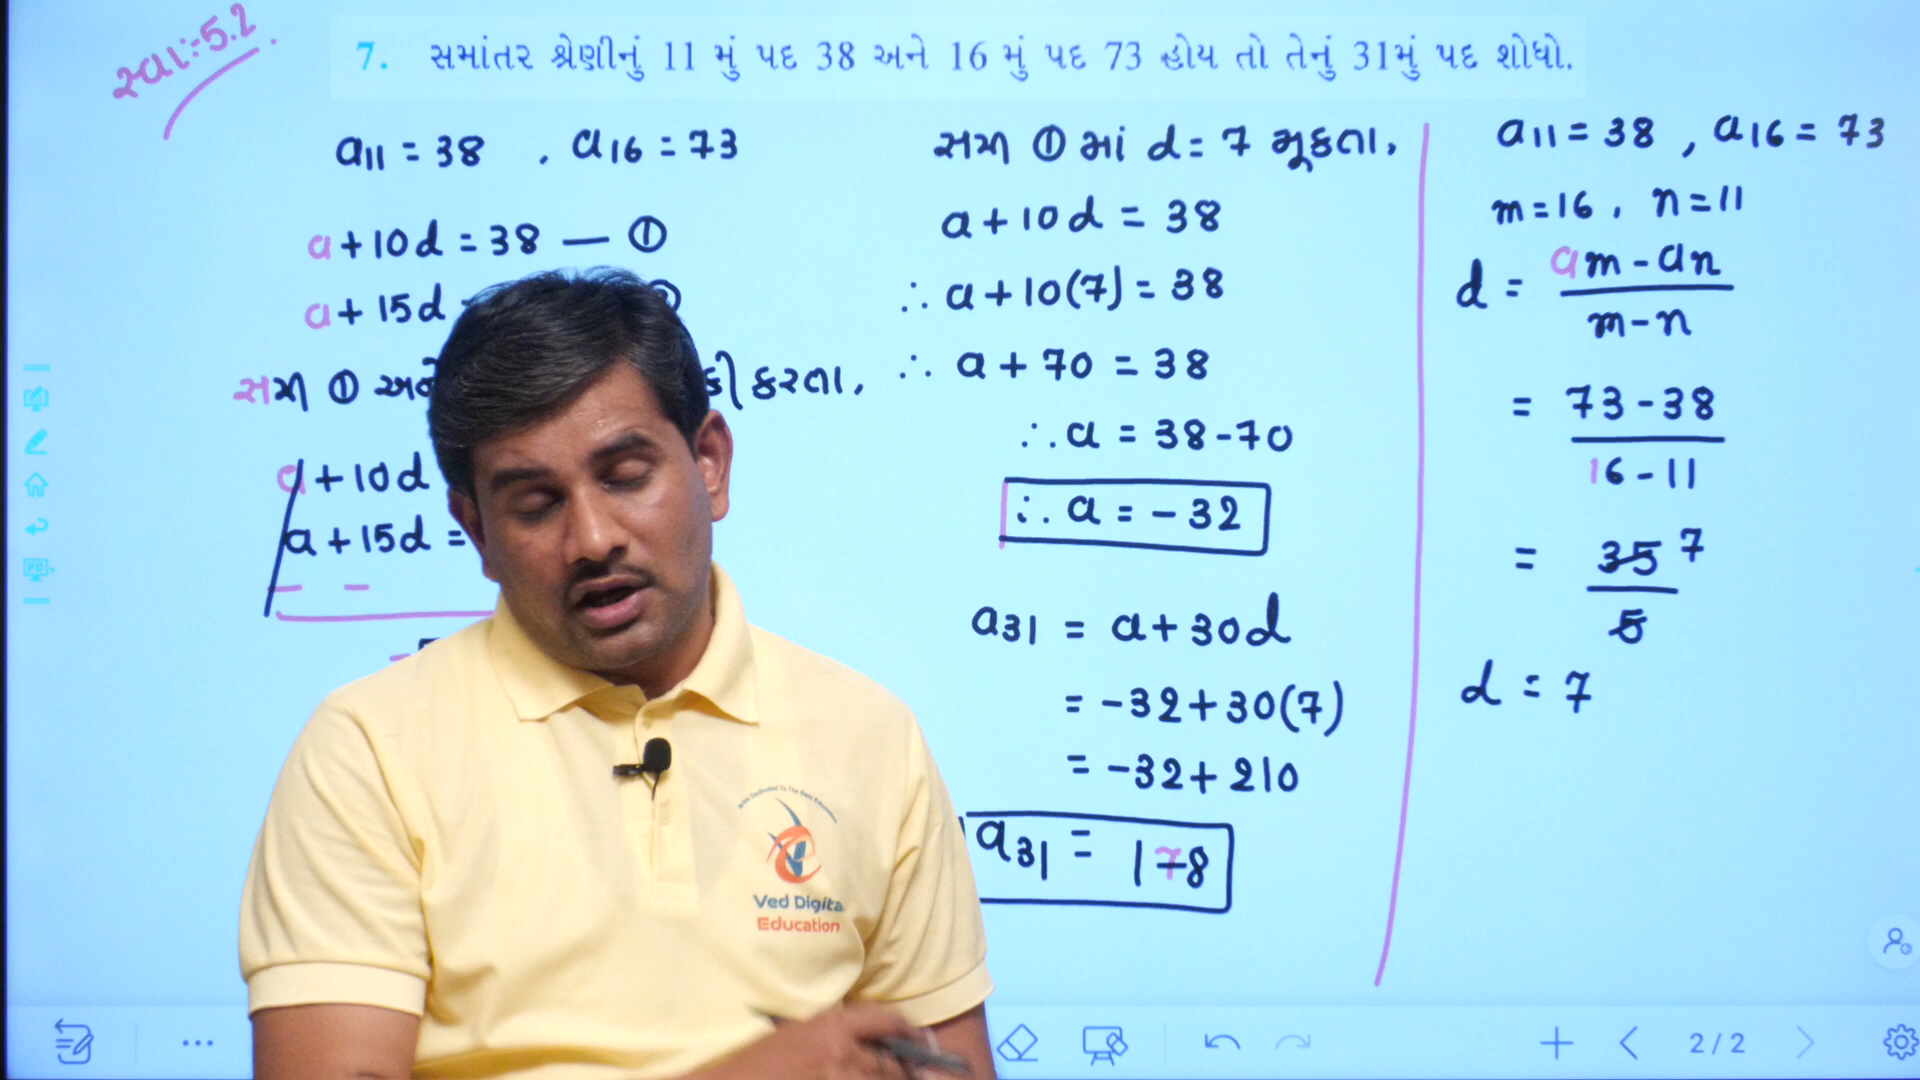 સ્વા:-5.2
7. સમાંતર શ્રેણીનું 11 મું પદ 38 અને 16 મું પદ 73 હોય તો તેનું 31મું પદ શોધો.
a11 = 38 , a16 = 73
a + 10d = 38 — ①
a + 15d
સમી ① અને
કરતા,
a + 10d
a + 15d =
- -
સમી ① માં d = 7 મૂકતા,
a + 10d = 38
∴ a + 10(7) = 38
∴ a + 70 = 38
∴ a = 38 - 70
∴ a = -32
a31 = a + 30d
= -32 + 30(7)
= -32 + 210
a31 = 178
a11 = 38 , a16 = 73
m = 16 , n = 11
d = am - an
m - n
= 73 - 38
16 - 11
= 35 7
5
d = 7
Ved Digital
Education
2/2